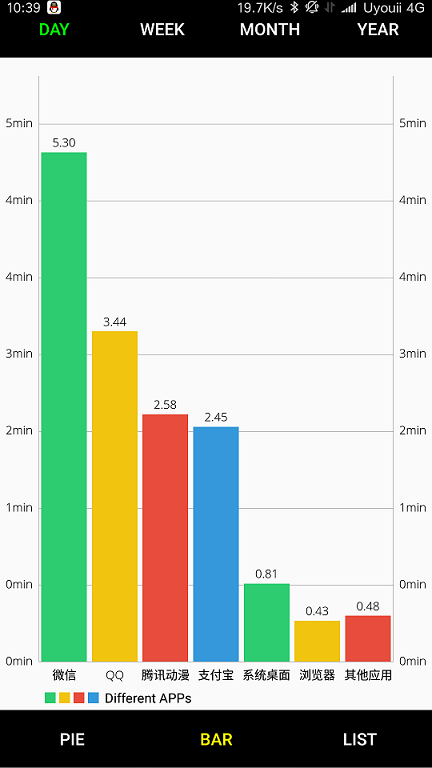 10:39 19.7K/s Uyouii 4G
DAY WEEK MONTH YEAR
5min 5min
5.30
4min 4min
4min 4min
3.44
3min 3min
2.58
2.45
2min 2min
1min 1min
0.81
0min 0min
0.48
0.43
0min 0min
微信 QQ 腾讯动漫 支付宝 系统桌面 浏览器 其他应用
Different APPs
PIE BAR LIST